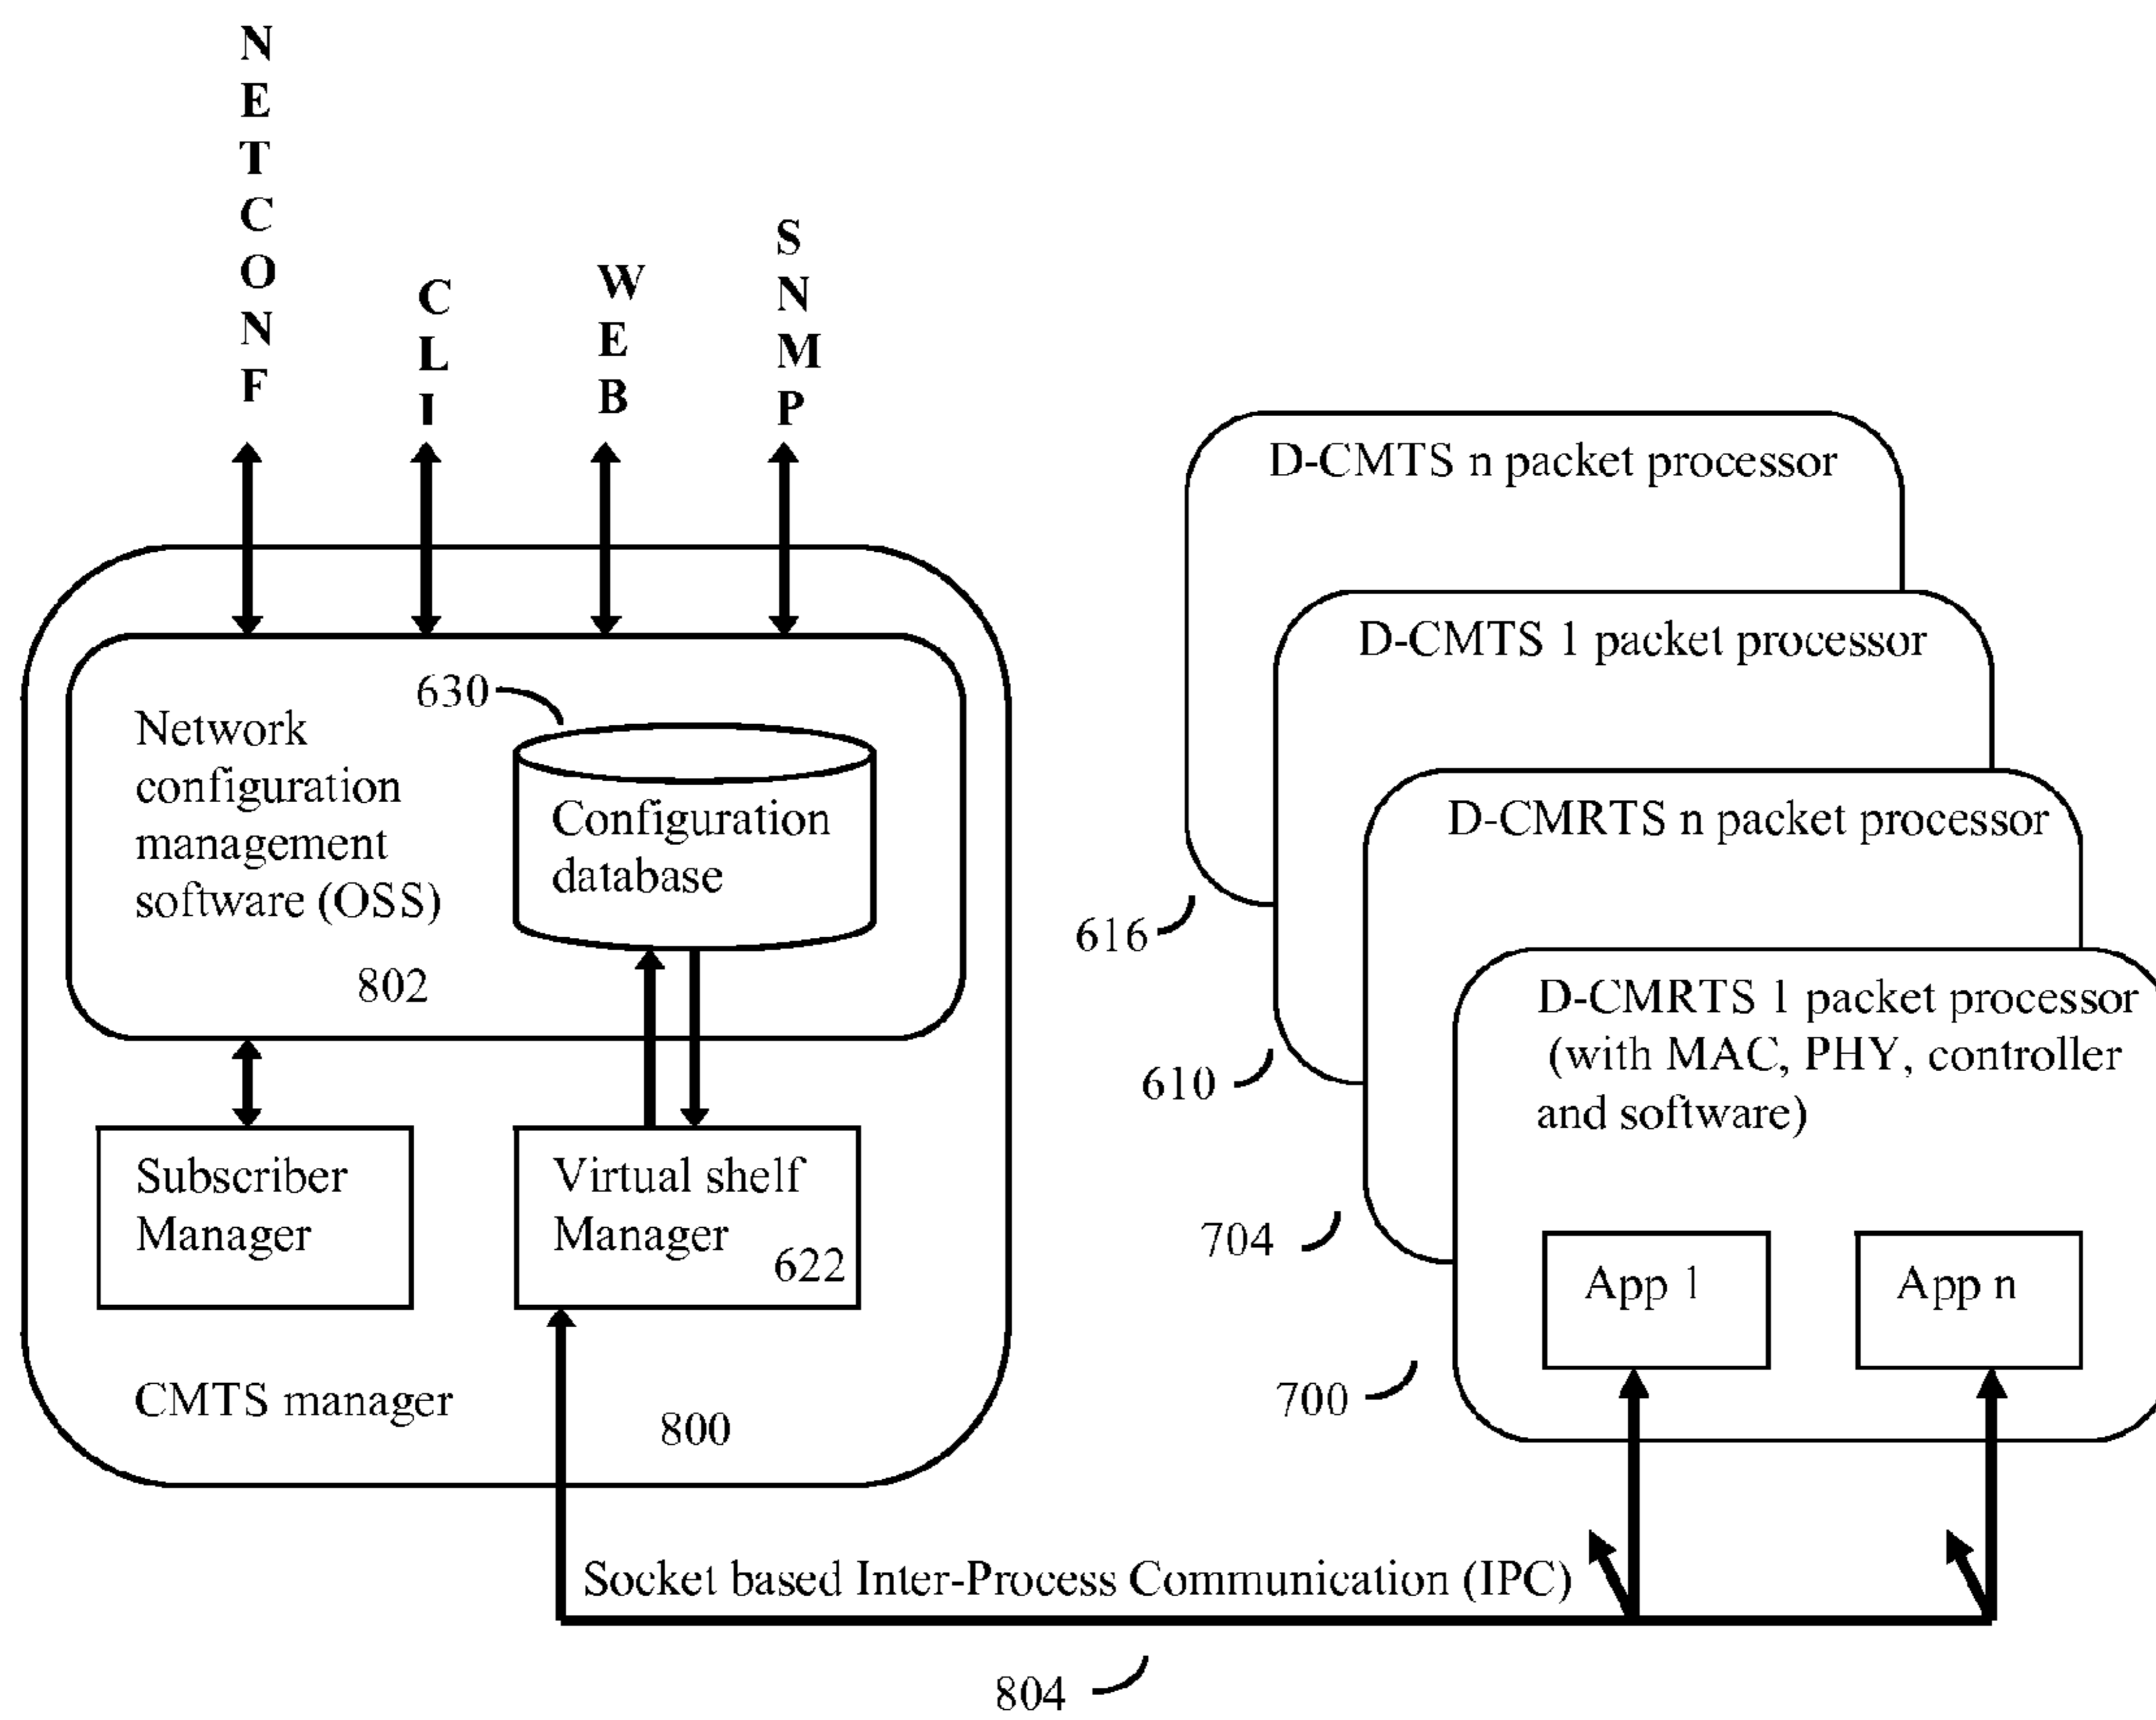 NETCONF
CLI
WEB
SNMP
630
Network
configuration
management
software (OSS)
802
Configuration
database
Subscriber
Manager
Virtual shelf
Manager
622
CMTS manager
800
D-CMTS n packet processor
616
D-CMTS 1 packet processor
610
D-CMRTS n packet processor
704
D-CMRTS 1 packet processor
(with MAC, PHY, controller
and software)
700
App 1
App n
Socket based Inter-Process Communication (IPC)
804